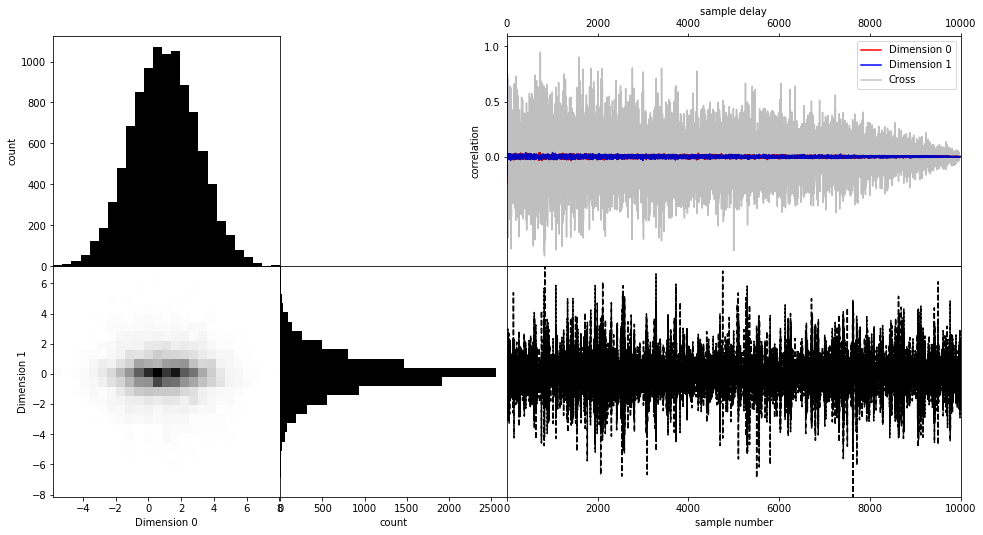 sample delay
0 2000 4000 6000 8000 10000
1000
800
600
400
200
0
count
1.0
0.5
0.0
correlation
Dimension 0
Dimension 1
Cross
6
4
2
0
−2
−4
−6
−8
Dimension 1
−4 −2 0 2 4 6 8
Dimension 0
0 500 1000 1500 2000 2500
count
2000 4000 6000 8000 10000
sample number